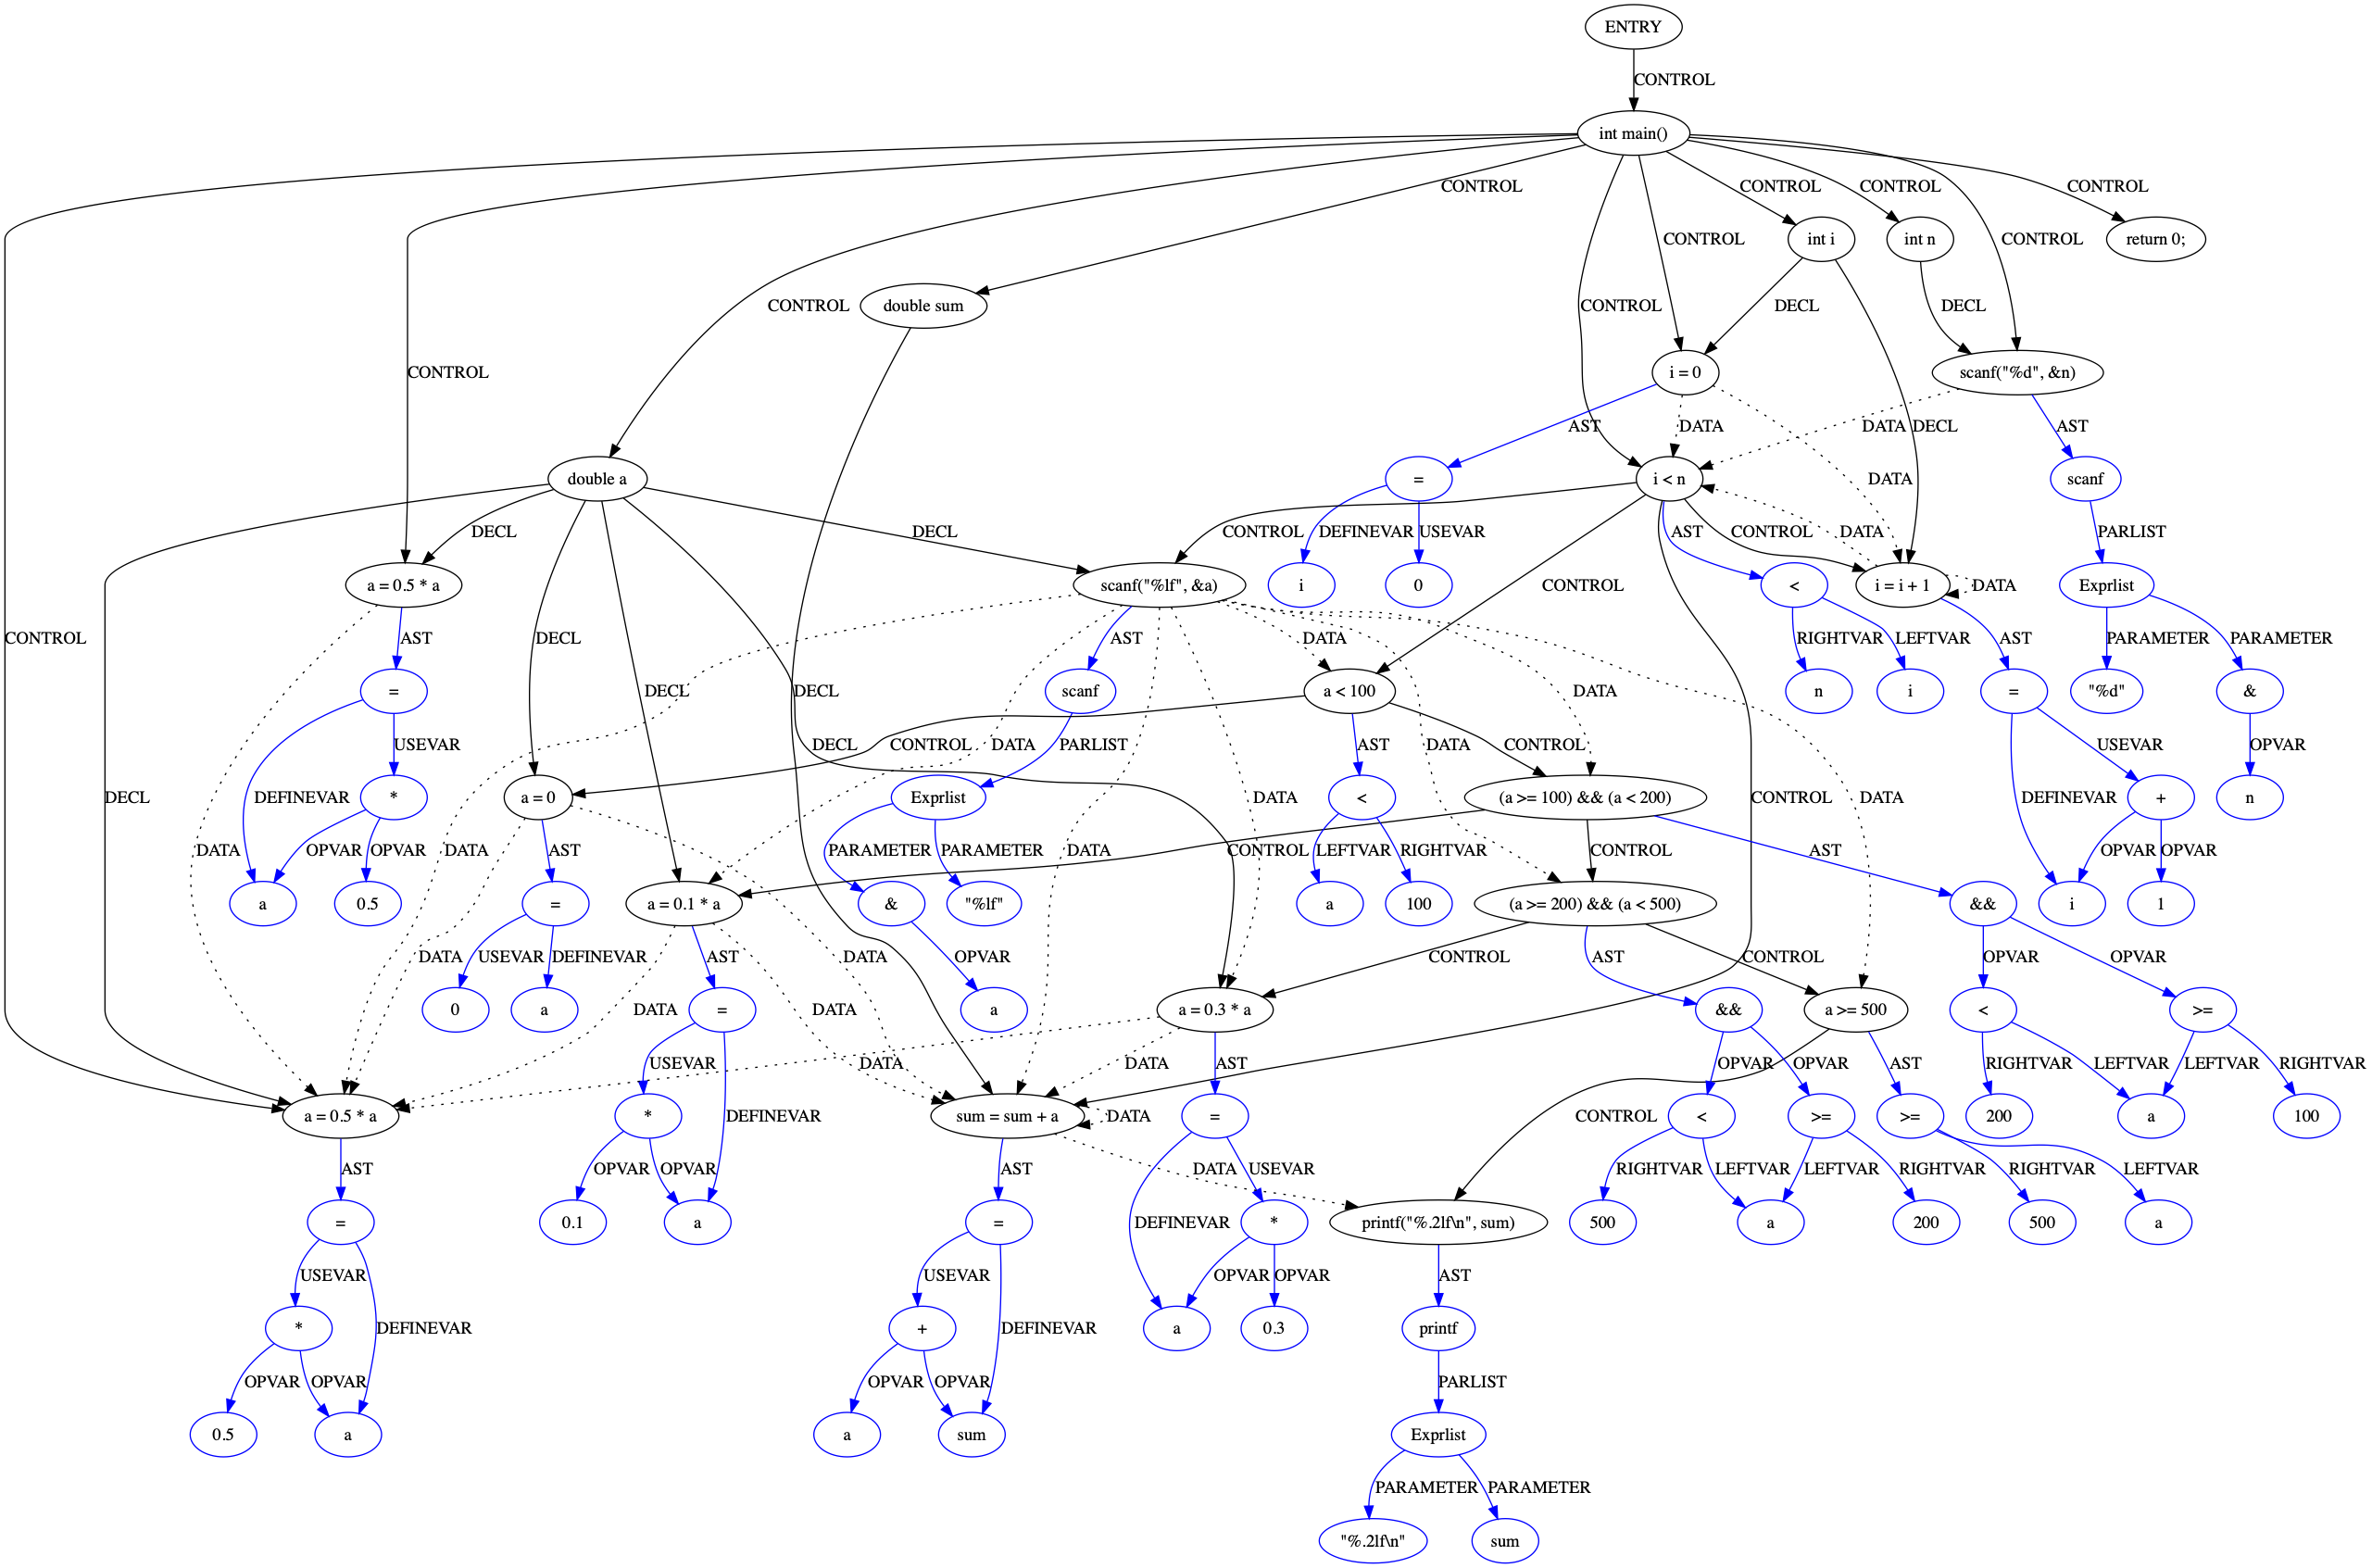 ENTRY
CONTROL
int main()
CONTROL CONTROL CONTROL CONTROL
CONTROL CONTROL int i int n CONTROL return 0;
CONTROL double sum CONTROL DECL DECL
CONTROL i = 0 scanf("%d", &n)
AST DATA DATA DECL AST
double a = i < n DATA scanf
DECL DECL CONTROL DEFINEVAR USEVAR AST CONTROL DATA PARLIST
a = 0.5 * a scanf("%lf", &a) i 0 < i = i + 1 DATA Exprlist
CONTROL AST DECL AST DATA CONTROL RIGHTVAR LEFTVAR AST PARAMETER PARAMETER
= DECL DECL scanf a < 100 DATA n i = "%d" &
DEFINEVAR USEVAR DECL CONTROL DATA PARLIST DATA AST CONTROL DATA USEVAR OPVAR
DECL * a = 0 Exprlist DATA < (a >= 100) && (a < 200) DATA DEFINEVAR + n
DATA OPVAR OPVAR DATA AST PARAMETER PARAMETER DATA CONTROL LEFTVAR RIGHTVAR CONTROL AST OPVAR OPVAR
a 0.5 = a = 0.1 * a & "%lf" a 100 (a >= 200) && (a < 500) && i 1
DATA USEVAR DEFINEVAR AST DATA OPVAR CONTROL AST CONTROL OPVAR OPVAR
0 a DATA = DATA a a = 0.3 * a && a >= 500 < >=
USEVAR DATA DATA AST OPVAR OPVAR AST RIGHTVAR LEFTVAR LEFTVAR RIGHTVAR
a = 0.5 * a * DEFINEVAR sum = sum + a DATA = CONTROL < >= >= 200 a 100
AST OPVAR OPVAR AST DATA USEVAR RIGHTVAR LEFTVAR LEFTVAR RIGHTVAR RIGHTVAR LEFTVAR
= 0.1 a = DEFINEVAR * printf("%.2lf\n", sum) 500 a 200 500 a
USEVAR USEVAR OPVAR OPVAR AST
* DEFINEVAR + DEFINEVAR a 0.3 printf
OPVAR OPVAR OPVAR OPVAR PARLIST
0.5 a a sum Exprlist
PARAMETER PARAMETER
"%.2lf\n" sum